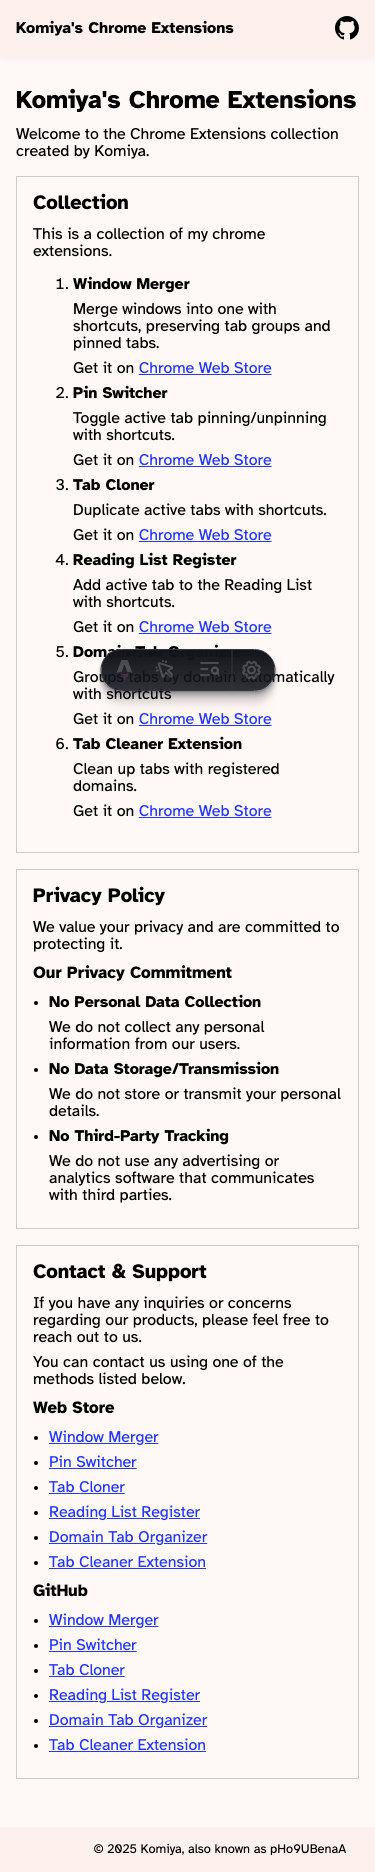 Komiya's Chrome Extensions
Komiya's Chrome Extensions
Welcome to the Chrome Extensions collection
created by Komiya.
Collection
This is a collection of my chrome
extensions.
1. Window Merger
Merge windows into one with
shortcuts, preserving tab groups and
pinned tabs.
Get it on Chrome Web Store
2. Pin Switcher
Toggle active tab pinning/unpinning
with shortcuts.
Get it on Chrome Web Store
3. Tab Cloner
Duplicate active tabs with shortcuts.
Get it on Chrome Web Store
4. Reading List Register
Add active tab to the Reading List
with shortcuts.
Get it on Chrome Web Store
5. Domain Tab Organizer
Groups tabs by domain automatically
with shortcuts
Get it on Chrome Web Store
6. Tab Cleaner Extension
Clean up tabs with registered
domains.
Get it on Chrome Web Store
Privacy Policy
We value your privacy and are committed to
protecting it.
Our Privacy Commitment
• No Personal Data Collection
We do not collect any personal
information from our users.
• No Data Storage/Transmission
We do not store or transmit your personal
details.
• No Third-Party Tracking
We do not use any advertising or
analytics software that communicates
with third parties.
Contact & Support
If you have any inquiries or concerns
regarding our products, please feel free to
reach out to us.
You can contact us using one of the
methods listed below.
Web Store
• Window Merger
• Pin Switcher
• Tab Cloner
• Reading List Register
• Domain Tab Organizer
• Tab Cleaner Extension
GitHub
• Window Merger
• Pin Switcher
• Tab Cloner
• Reading List Register
• Domain Tab Organizer
• Tab Cleaner Extension
© 2025 Komiya, also known as pHo9UBenaA